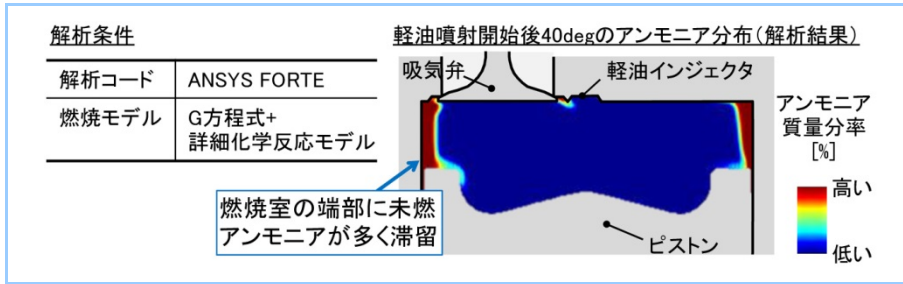 解析条件
解析コード ANSYS FORTE
燃焼モデル G方程式+
詳細化学反応モデル
軽油噴射開始後40degのアンモニア分布(解析結果)
吸気弁
軽油インジェクタ
アンモニア
質量分率
[%]
高い
低い
燃焼室の端部に未燃
アンモニアが多く滞留
ピストン